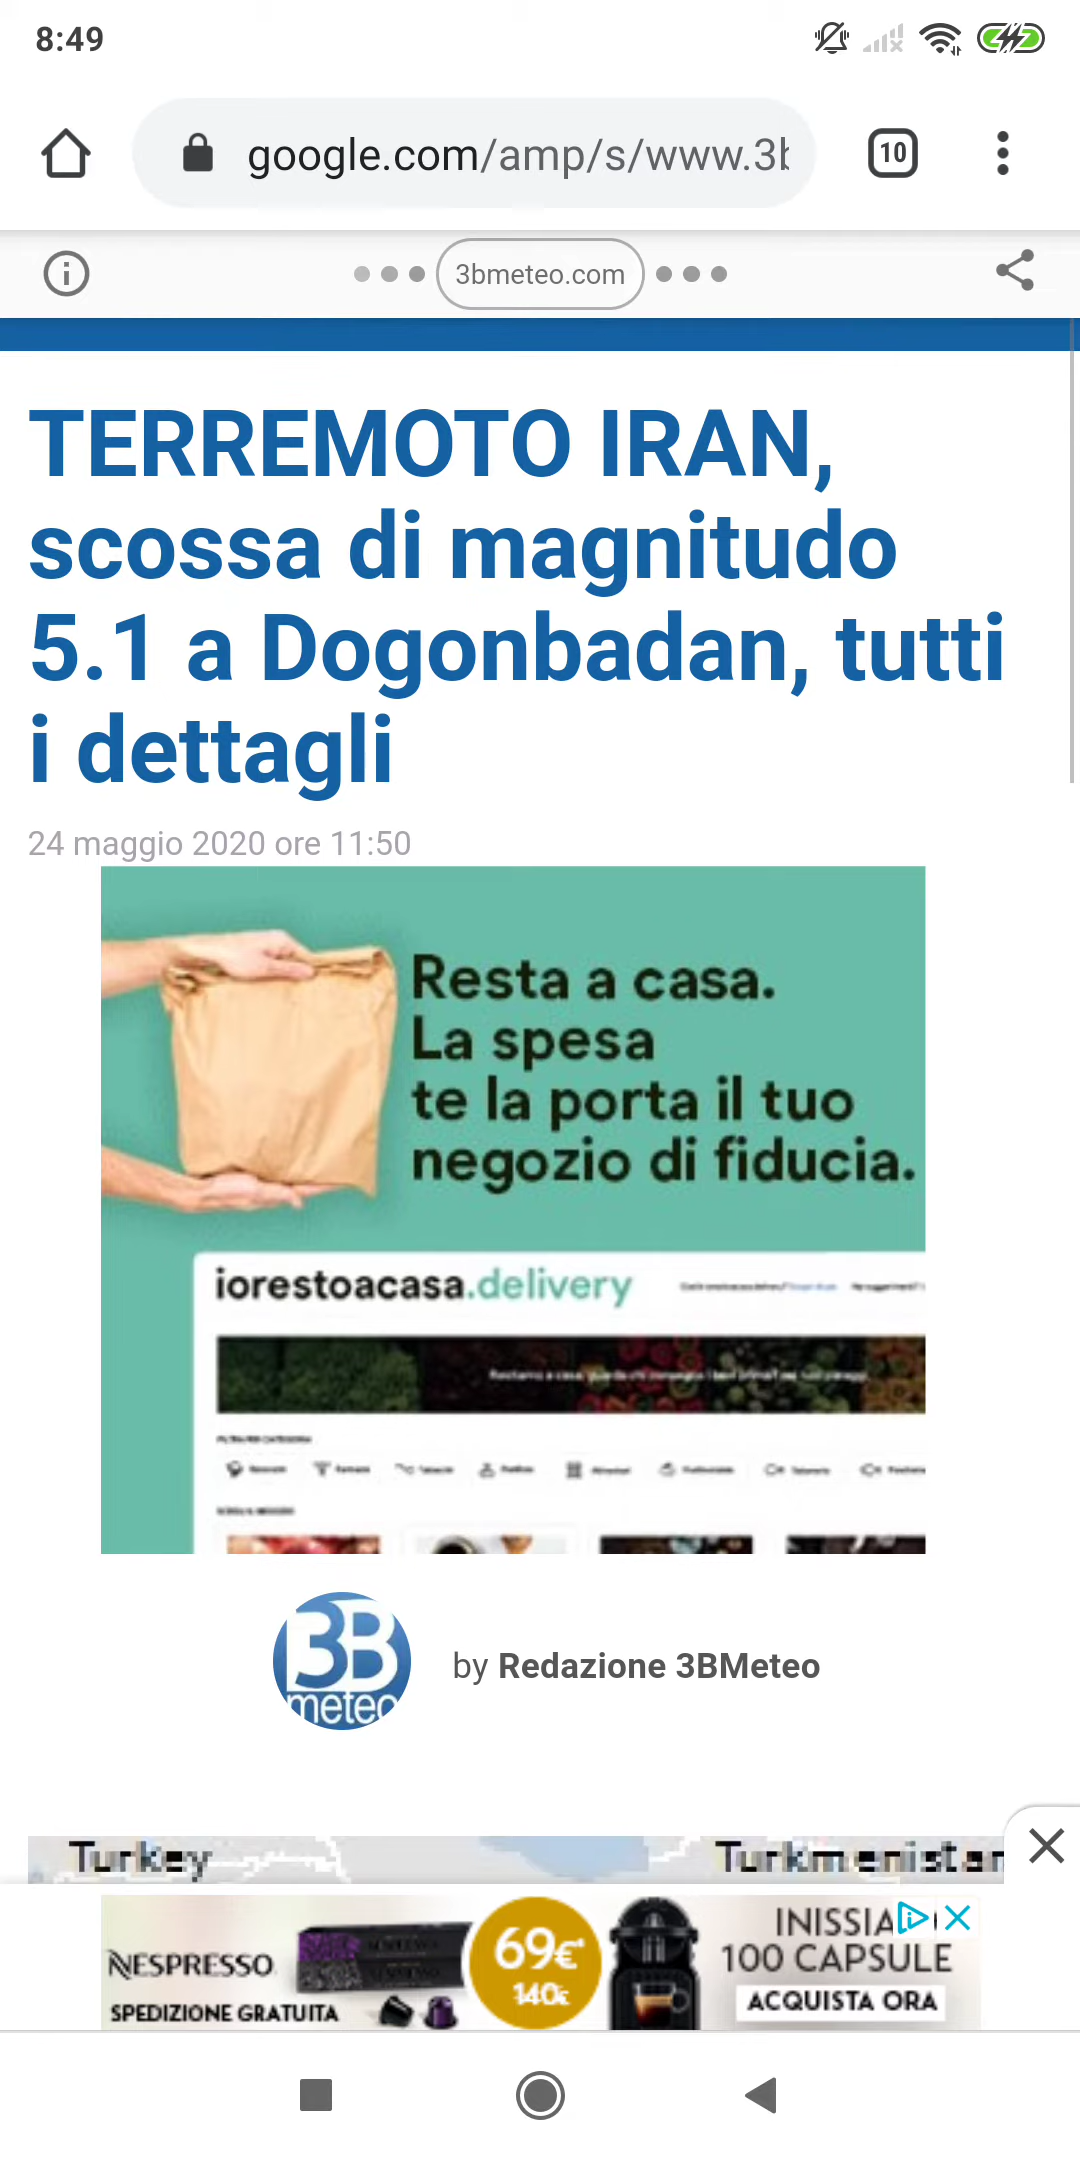 8:49
google.com/amp/s/www.3b
10
3bmeteo.com
TERREMOTO IRAN,
scossa di magnitudo
5.1 a Dogonbadan, tutti
i dettagli
24 maggio 2020 ore 11:50
Resta a casa.
La spesa
te la porta il tuo
negozio di fiducia.
iorestoacasa.delivery
3B
meteo
by Redazione 3BMeteo
Turkey Turkmenistan
NESPRESSO
SPEDIZIONE GRATUITA
69€*
140€
INISSIA
100 CAPSULE
ACQUISTA ORA